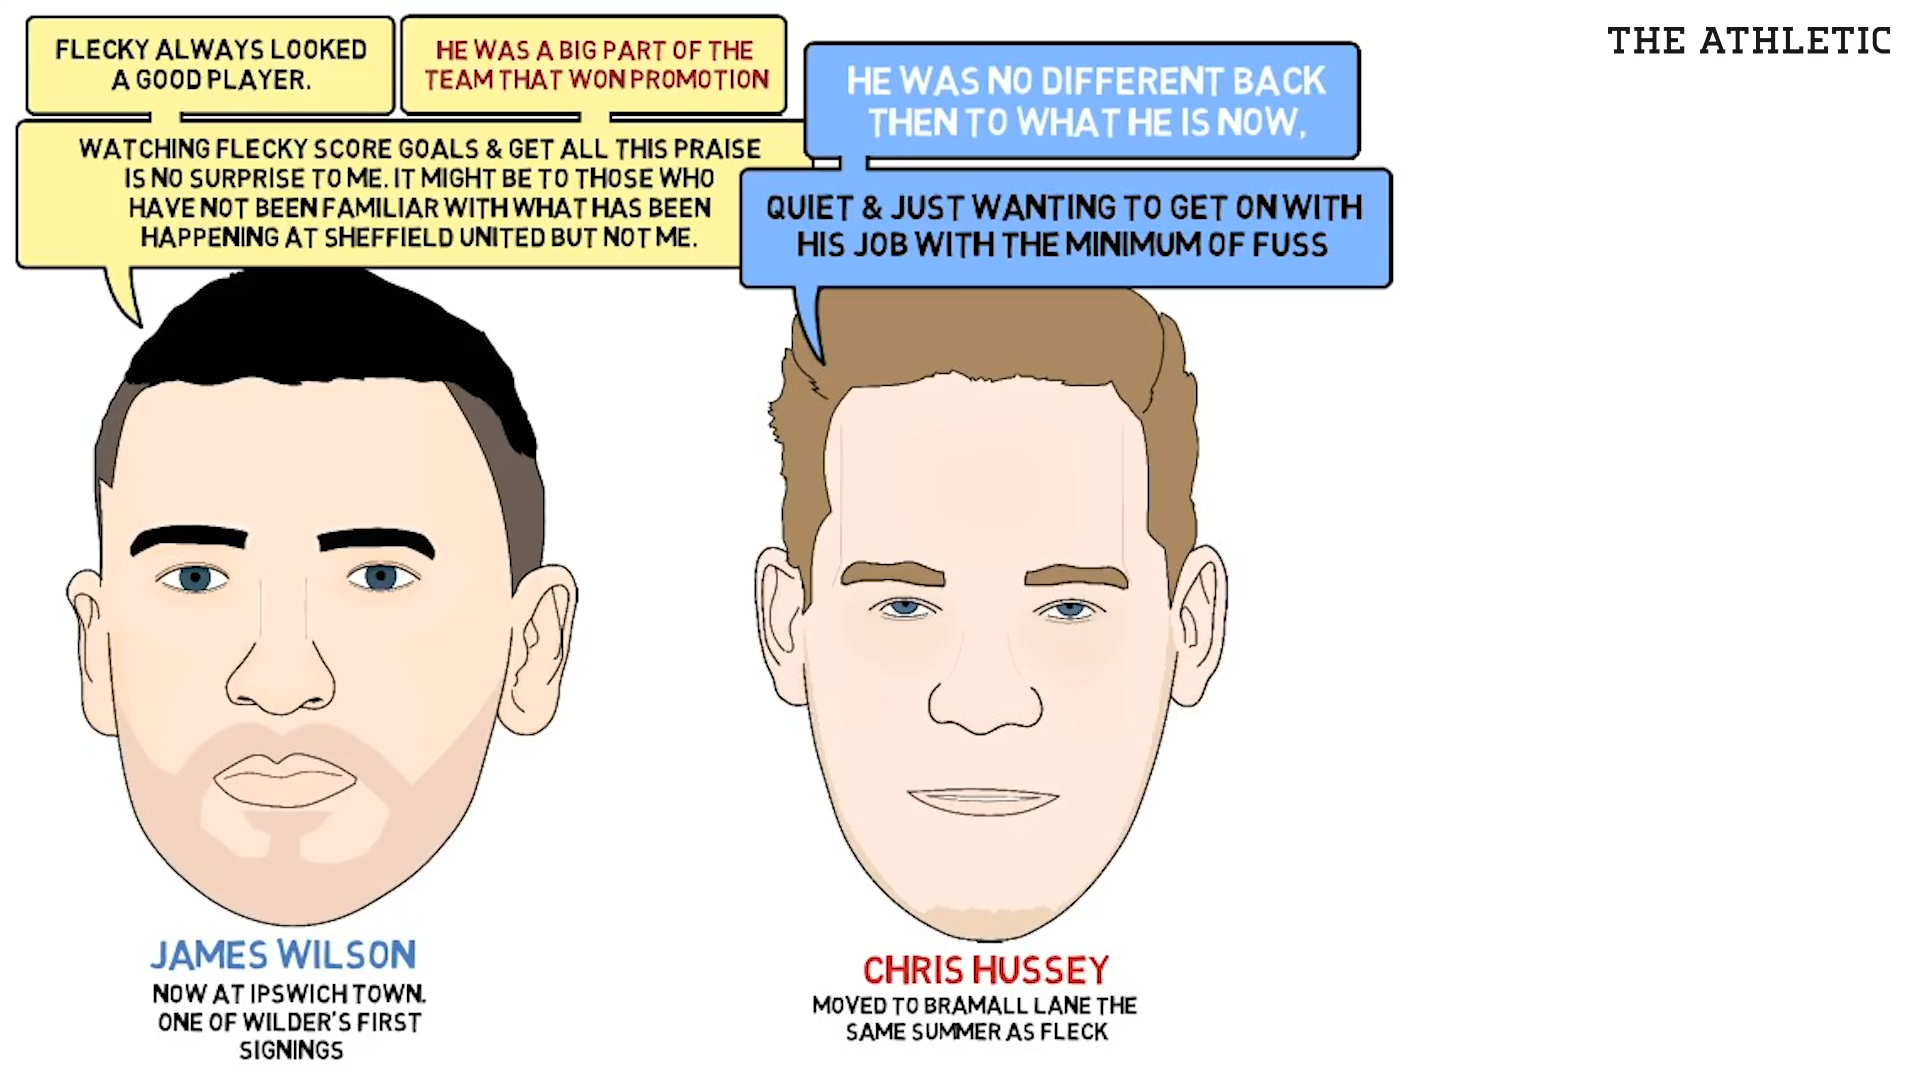 FLECKY ALWAYS LOOKED
A GOOD PLAYER.
HE WAS A BIG PART OF THE
TEAM THAT WON PROMOTION
WATCHING FLECKY SCORE GOALS & GET ALL THIS PRAISE
IS NO SURPRISE TO ME. IT MIGHT BE TO THOSE WHO
HAVE NOT BEEN FAMILIAR WITH WHAT HAS BEEN
HAPPENING AT SHEFFIELD UNITED BUT NOT ME.
HE WAS NO DIFFERENT BACK
THEN TO WHAT HE IS NOW,
QUIET & JUST WANTING TO GET ON WITH
HIS JOB WITH THE MINIMUM OF FUSS
THE ATHLETIC
JAMES WILSON
NOW AT IPSWICH TOWN.
ONE OF WILDER'S FIRST
SIGNINGS
CHRIS HUSSEY
MOVED TO BRAMALL LANE THE
SAME SUMMER AS FLECK